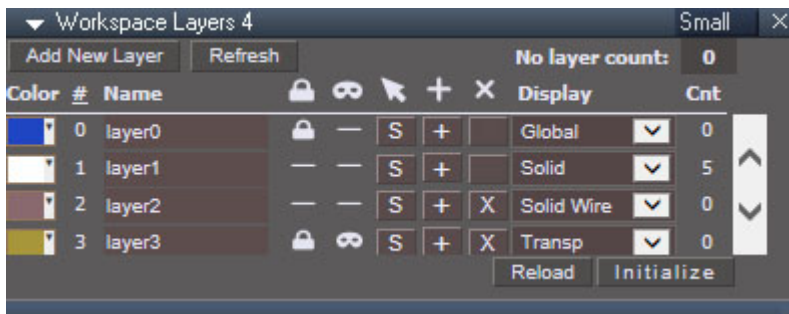 Workspace Layers 4 Small
Add New Layer Refresh No layer count: 0
Color # Name Display Cnt
0 layer0 S + Global 0
1 layer1 S + Solid 5
2 layer2 S + X Solid Wire 0
3 layer3 S + X Transp 0
Reload Initialize